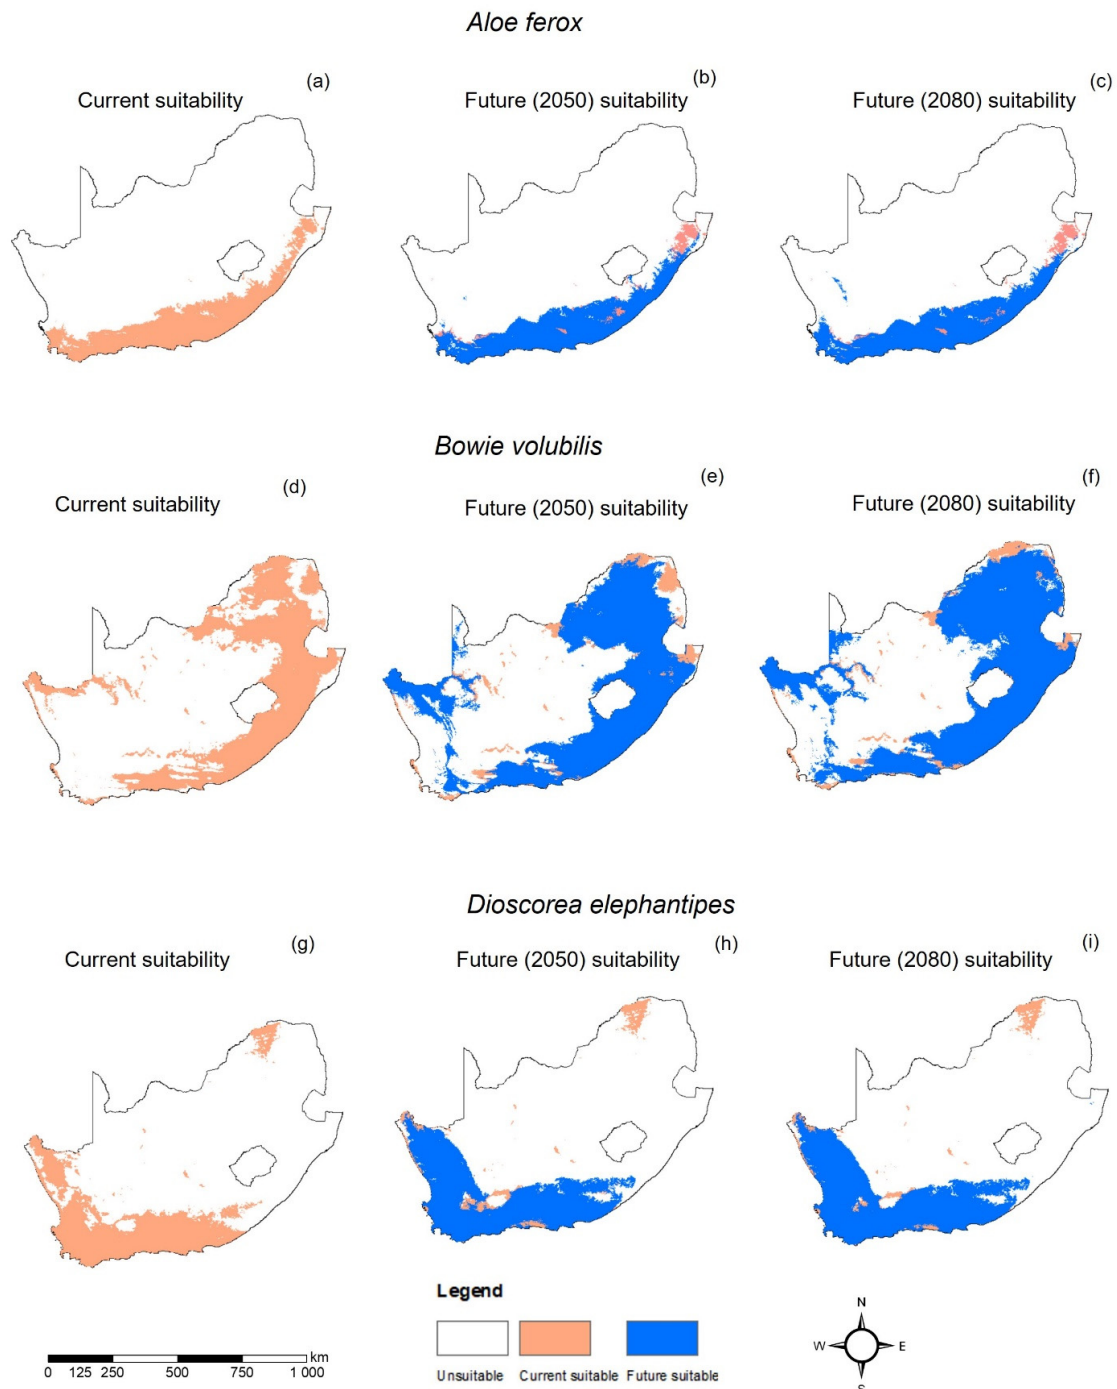 Aloe ferox
(a) (b) (c)
Current suitability Future (2050) suitability Future (2080) suitability
Bowie volubilis
(d) (e) (f)
Current suitability Future (2050) suitability Future (2080) suitability
Dioscorea elephantipes
(g) (h) (i)
Current suitability Future (2050) suitability Future (2080) suitability
Legend
Unsuitable Current suitable Future suitable
km
0 125 250 500 750 1 000
N
W E
S